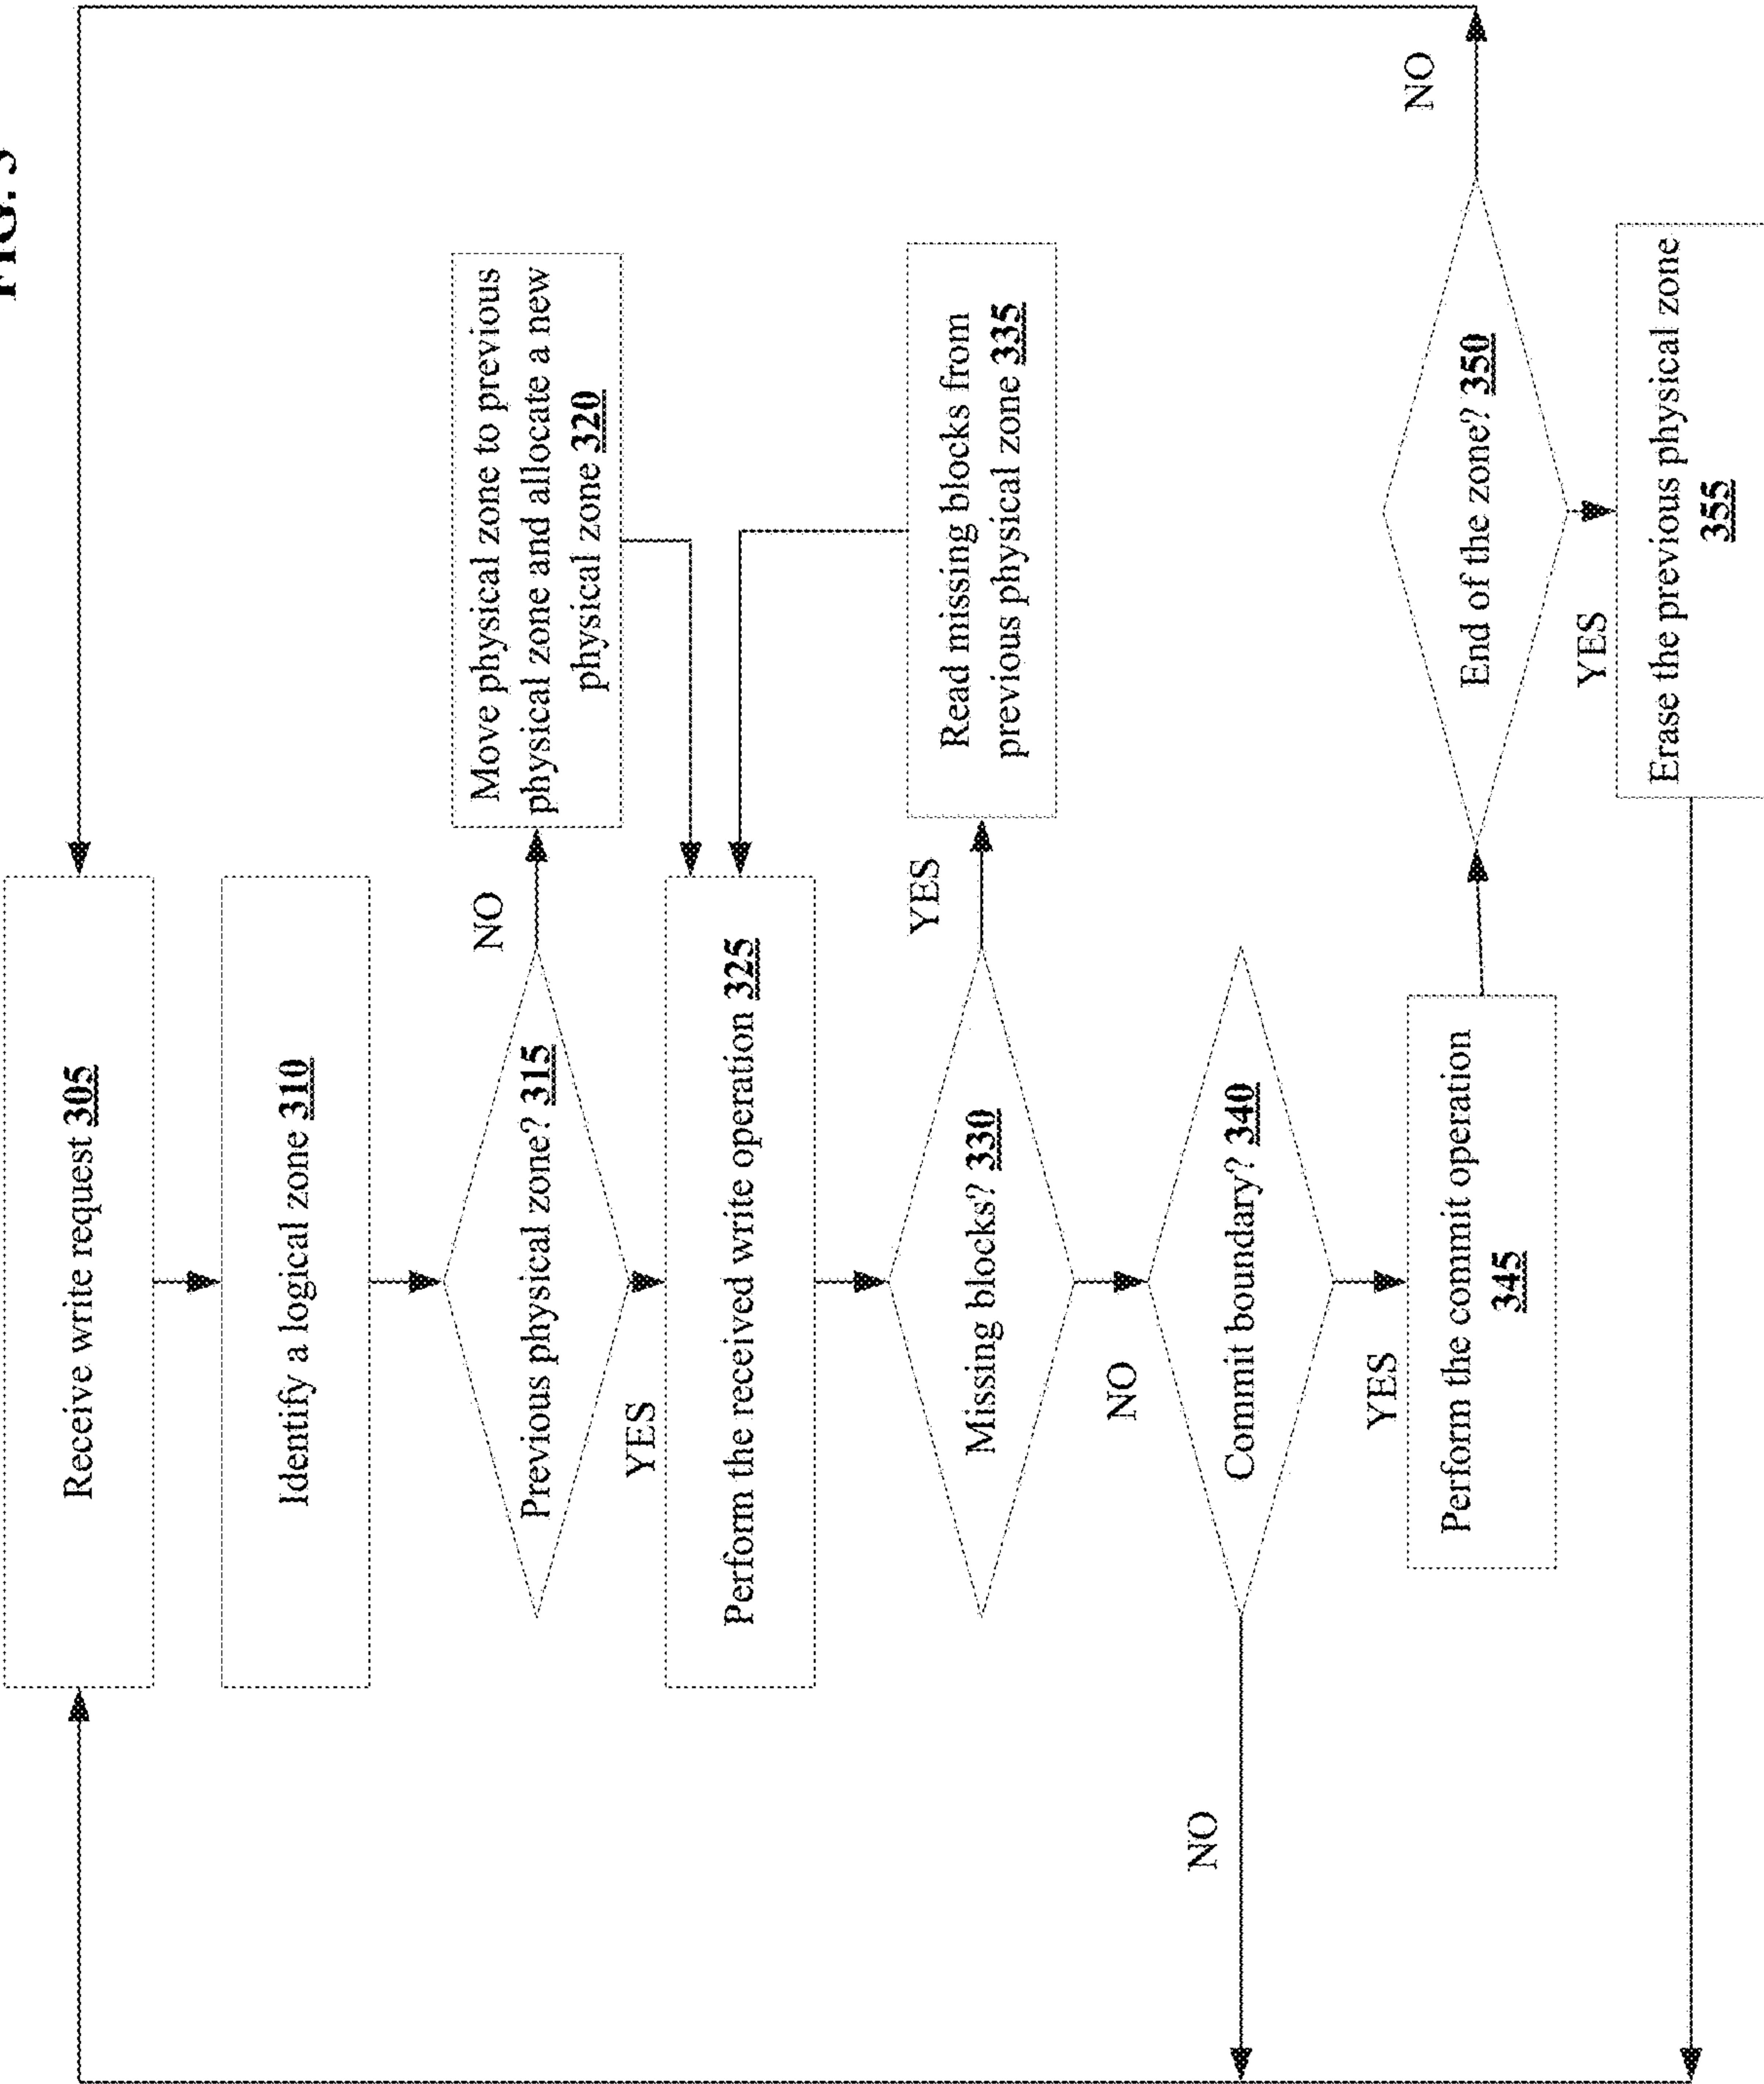 FIG. 3
Receive write request 305
Identify a logical zone 310
Previous physical zone? 315
NO
Move physical zone to previous
physical zone and allocate a new
physical zone 320
YES
Perform the received write operation 325
Missing blocks? 330
YES
Read missing blocks from
previous physical zone 335
NO
Commit boundary? 340
NO
YES
Perform the commit operation
345
End of the zone? 350
NO
YES
Erase the previous physical zone
355